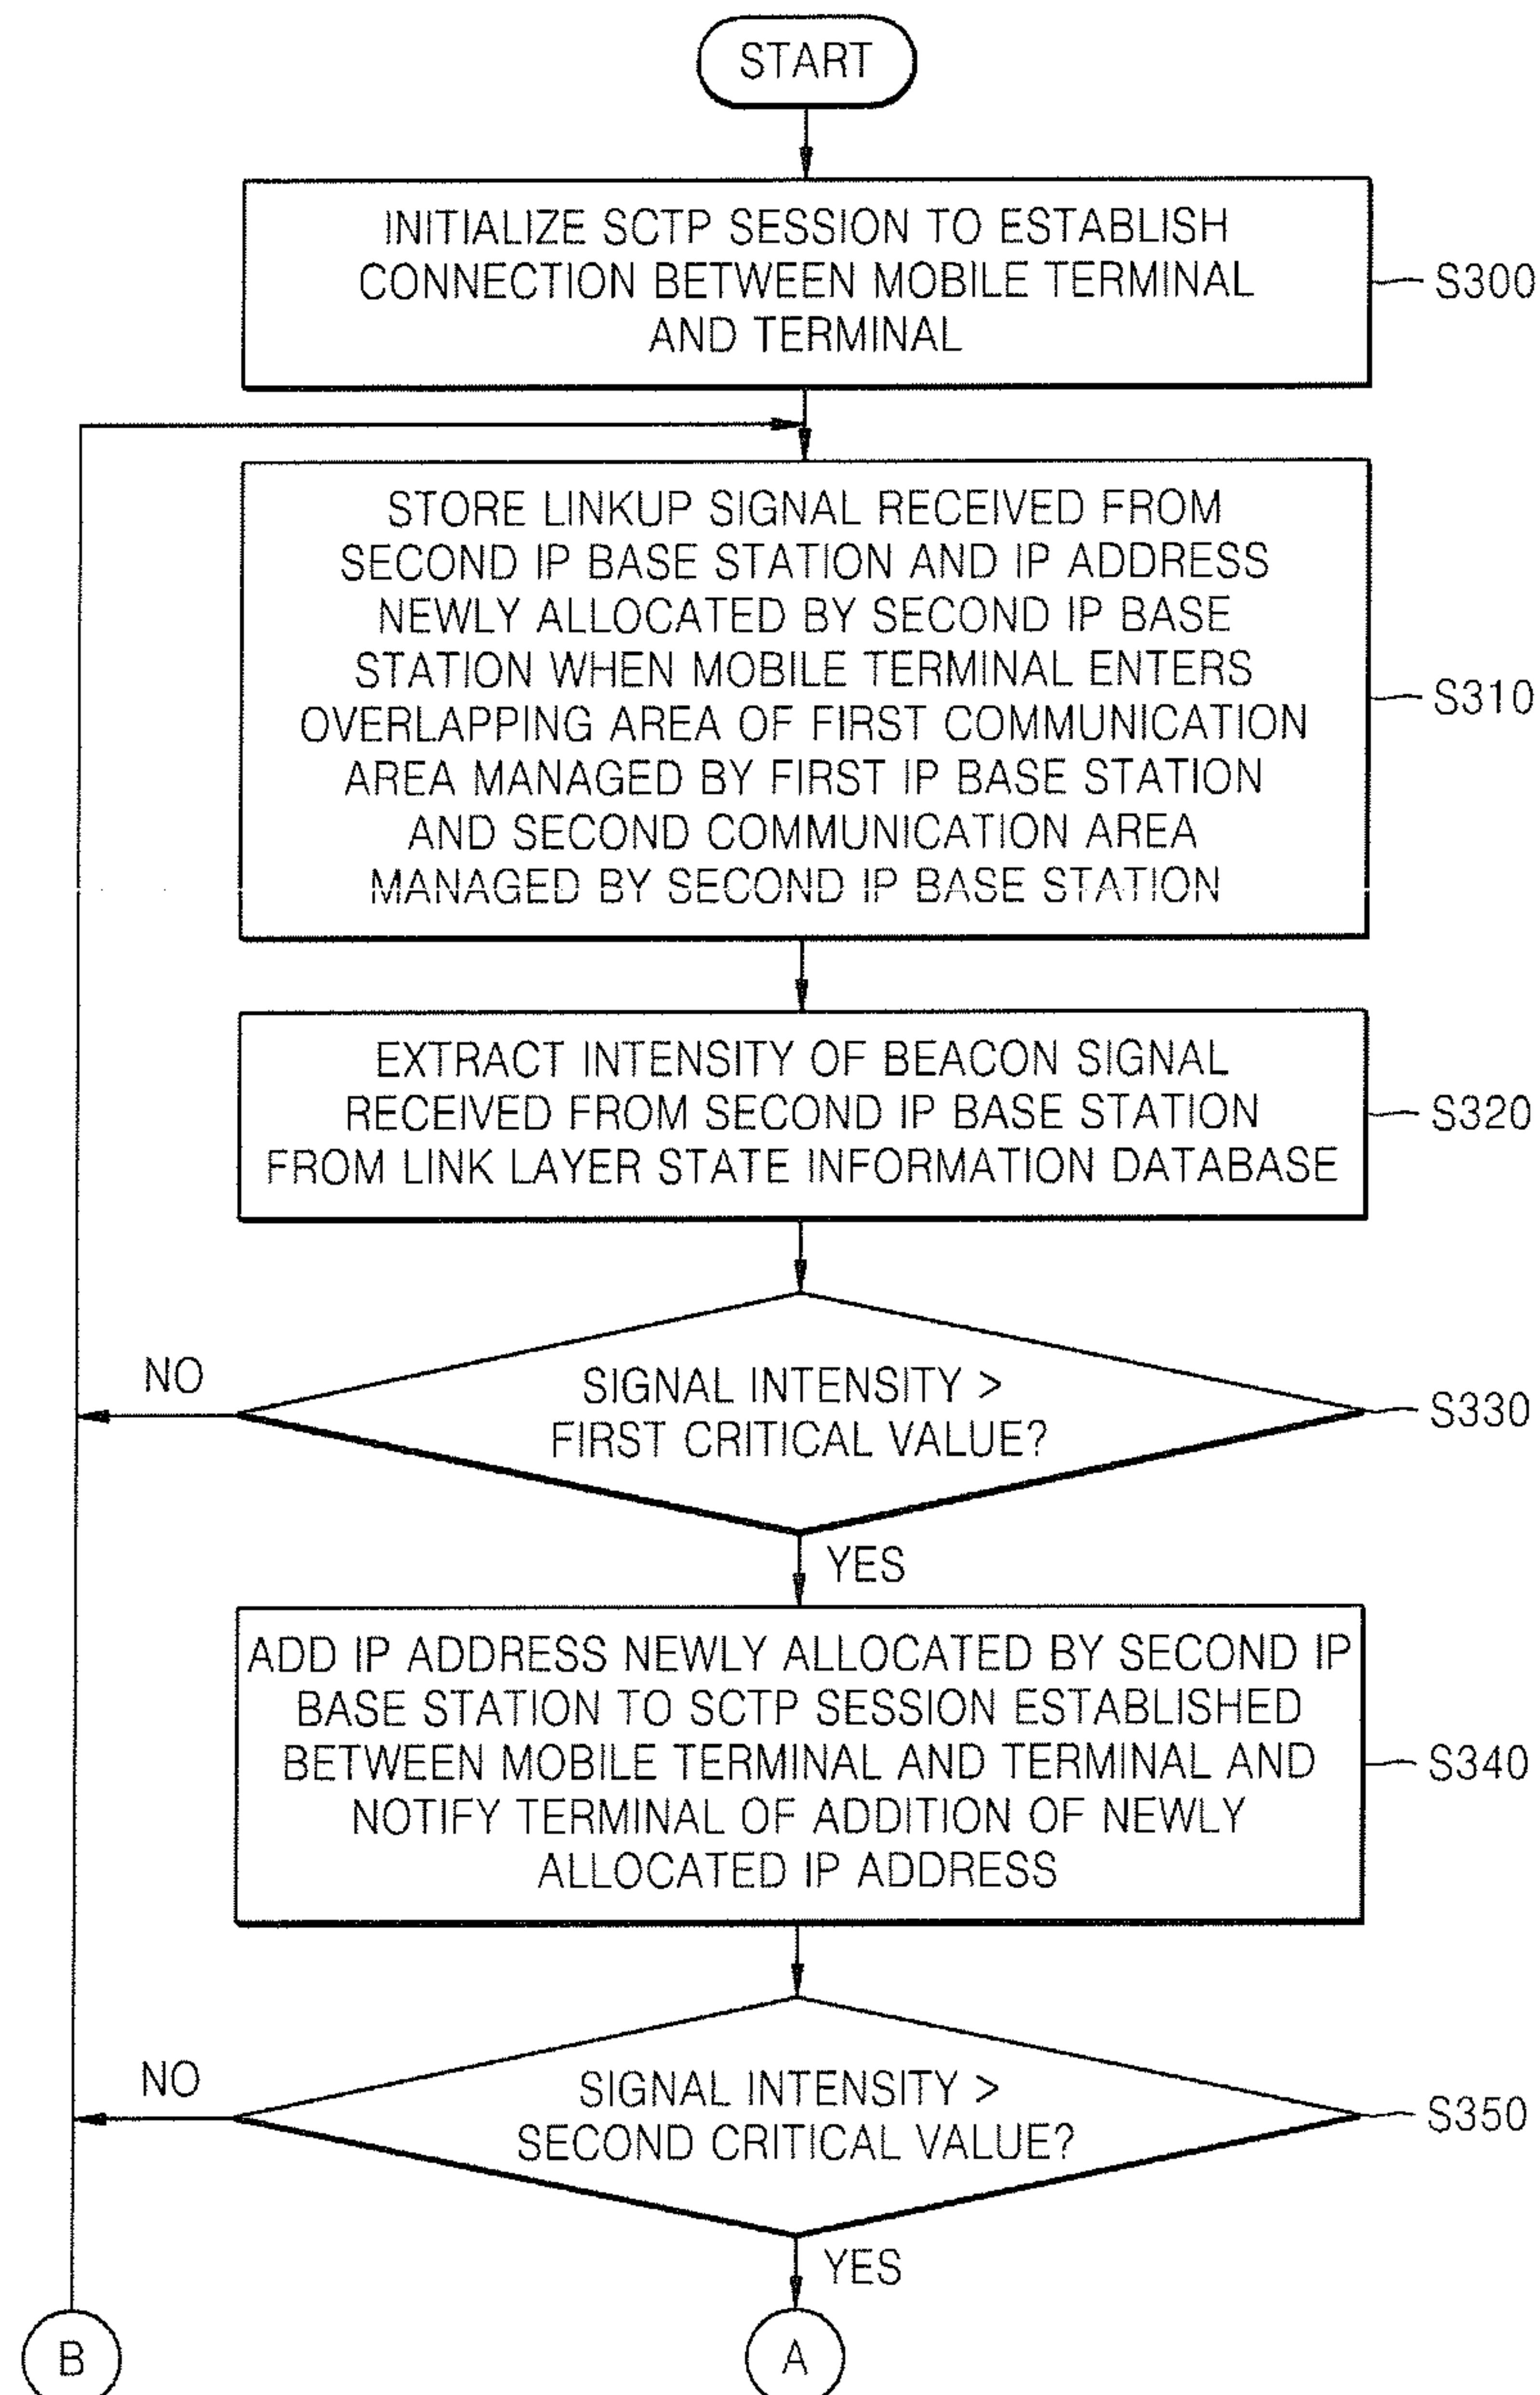 START
INITIALIZE SCTP SESSION TO ESTABLISH
CONNECTION BETWEEN MOBILE TERMINAL
AND TERMINAL
S300
STORE LINKUP SIGNAL RECEIVED FROM
SECOND IP BASE STATION AND IP ADDRESS
NEWLY ALLOCATED BY SECOND IP BASE
STATION WHEN MOBILE TERMINAL ENTERS
OVERLAPPING AREA OF FIRST COMMUNICATION
AREA MANAGED BY FIRST IP BASE STATION
AND SECOND COMMUNICATION AREA
MANAGED BY SECOND IP BASE STATION
S310
EXTRACT INTENSITY OF BEACON SIGNAL
RECEIVED FROM SECOND IP BASE STATION
FROM LINK LAYER STATE INFORMATION DATABASE
S320
NO
SIGNAL INTENSITY >
FIRST CRITICAL VALUE?
S330
YES
ADD IP ADDRESS NEWLY ALLOCATED BY SECOND IP
BASE STATION TO SCTP SESSION ESTABLISHED
BETWEEN MOBILE TERMINAL AND TERMINAL AND
NOTIFY TERMINAL OF ADDITION OF NEWLY
ALLOCATED IP ADDRESS
S340
NO
SIGNAL INTENSITY >
SECOND CRITICAL VALUE?
S350
YES
B
A